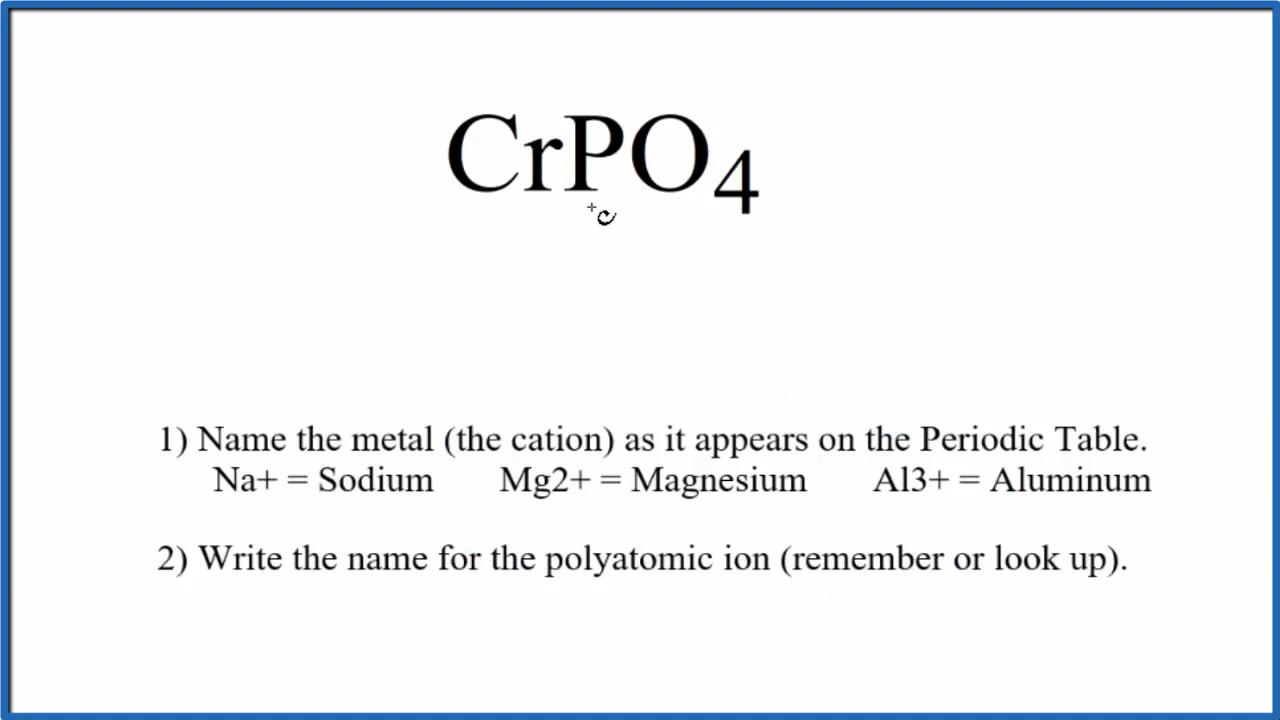 CrPO4
1) Name the metal (the cation) as it appears on the Periodic Table.
Na+ = Sodium Mg2+ = Magnesium Al3+ = Aluminum
2) Write the name for the polyatomic ion (remember or look up).